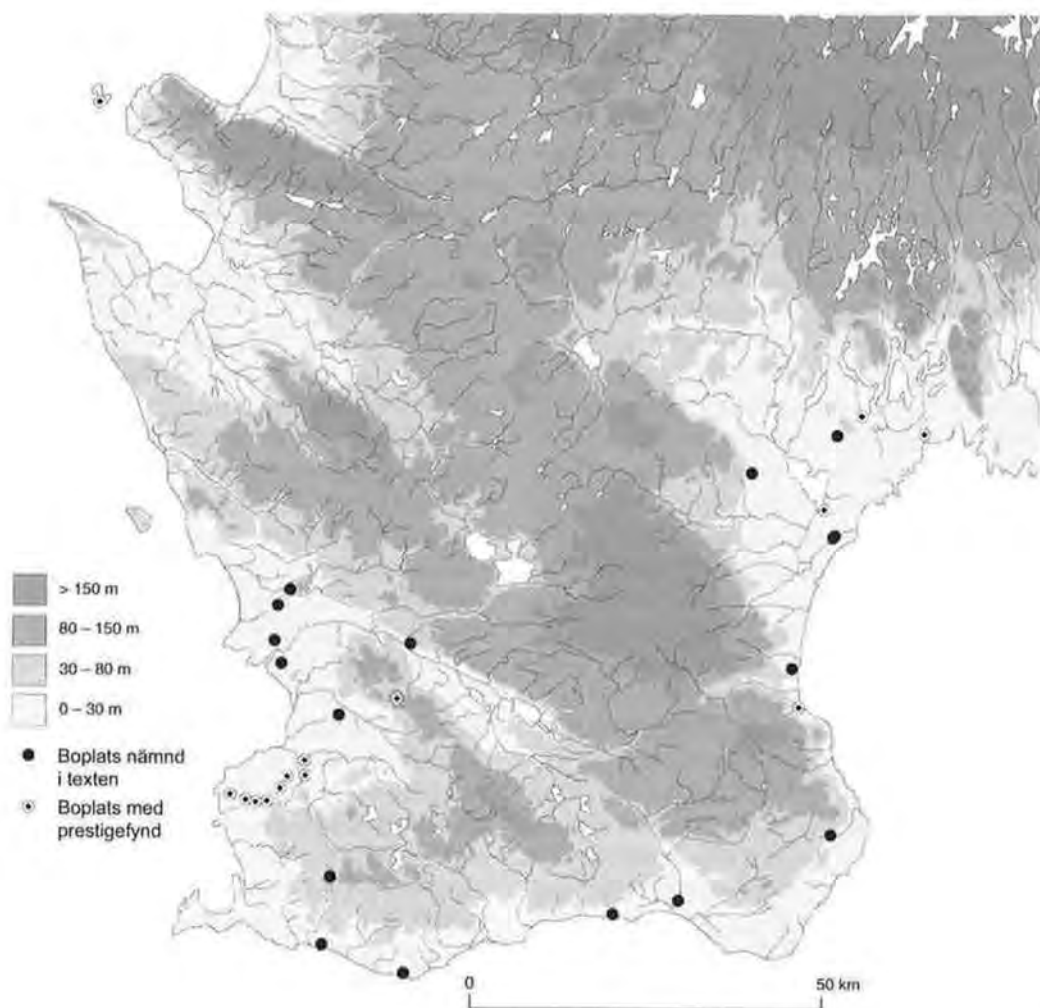 > 150 m
80 – 150 m
30 – 80 m
0 – 30 m
Boplats nämnd
i texten
Boplats med
prestigefynd
0
50 km